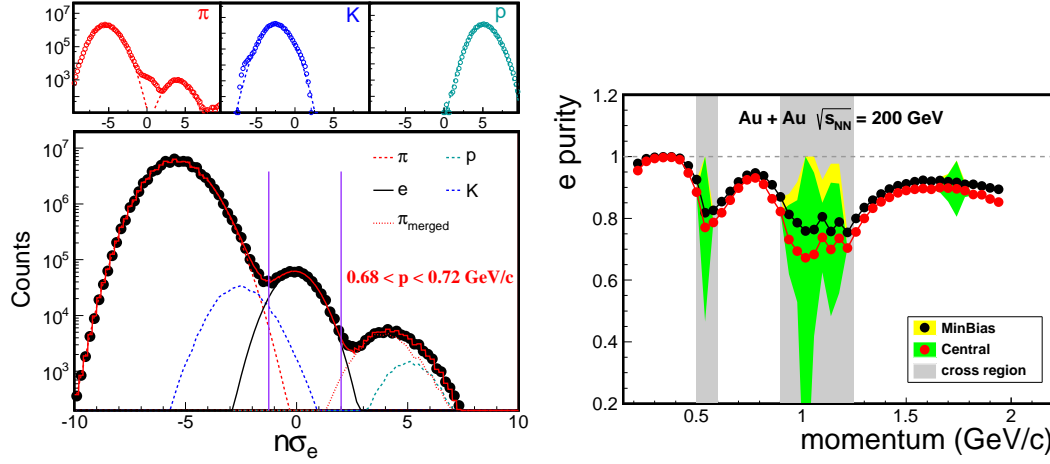 π
K
p
10⁷
10⁵
10³
−5 0 5
−5 0 5
−5 0 5
10⁷
10⁶
10⁵
10⁴
10³
Counts
π p
e K
π_merged
0.68 < p < 0.72 GeV/c
−10 −5 0 5 10
nσ_e
1.2
1
0.8
0.6
0.4
0.2
e purity
Au + Au √s_NN = 200 GeV
MinBias
Central
cross region
0.5 1 1.5 2
momentum (GeV/c)